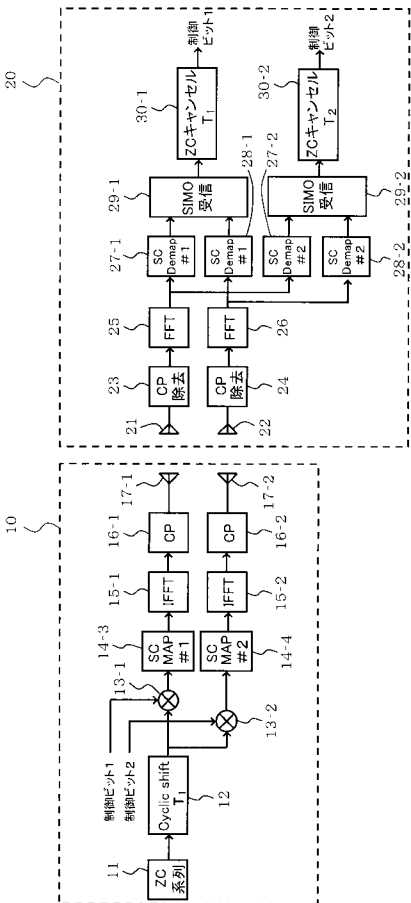 10
11
ZC
系列
12
Cyclic shift
T1
制御ビット1
制御ビット2
13-1
13-2
14-3
SC
MAP
#1
14-4
SC
MAP
#2
15-1
IFFT
15-2
IFFT
16-1
CP
16-2
CP
17-1
17-2
20
21
22
23
CP
除去
24
CP
除去
25
FFT
26
FFT
27-1
SC
Demap
#1
28-1
SC
Demap
#1
27-2
SC
Demap
#2
28-2
SC
Demap
#2
29-1
SIMO
受信
29-2
SIMO
受信
30-1
ZCキャンセル
T1
30-2
ZCキャンセル
T2
制御
ビット1
制御
ビット2